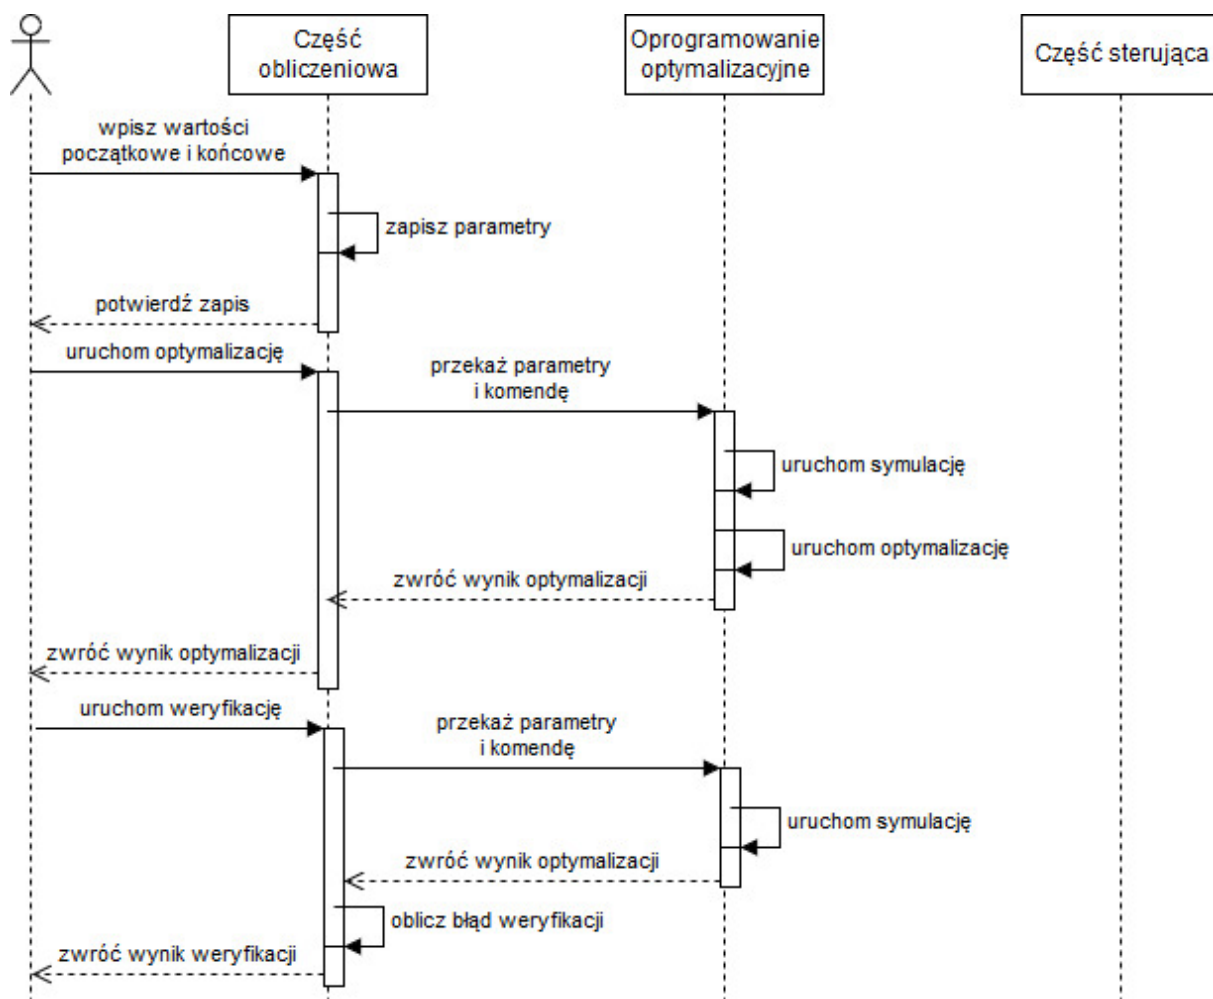 Część
obliczeniowa
Oprogramowanie
optymalizacyjne
Część sterująca
wpisz wartości
początkowe i końcowe
zapisz parametry
potwierdź zapis
uruchom optymalizację
przekaż parametry
i komendę
uruchom symulację
uruchom optymalizację
zwróć wynik optymalizacji
zwróć wynik optymalizacji
uruchom weryfikację
przekaż parametry
i komendę
uruchom symulację
zwróć wynik optymalizacji
oblicz błąd weryfikacji
zwróć wynik weryfikacji